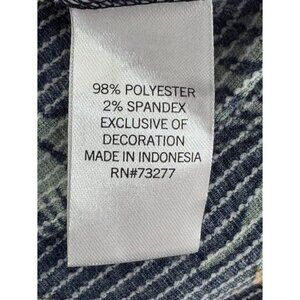 98% POLYESTER
2% SPANDEX
EXCLUSIVE OF
DECORATION
MADE IN INDONESIA
RN#73277